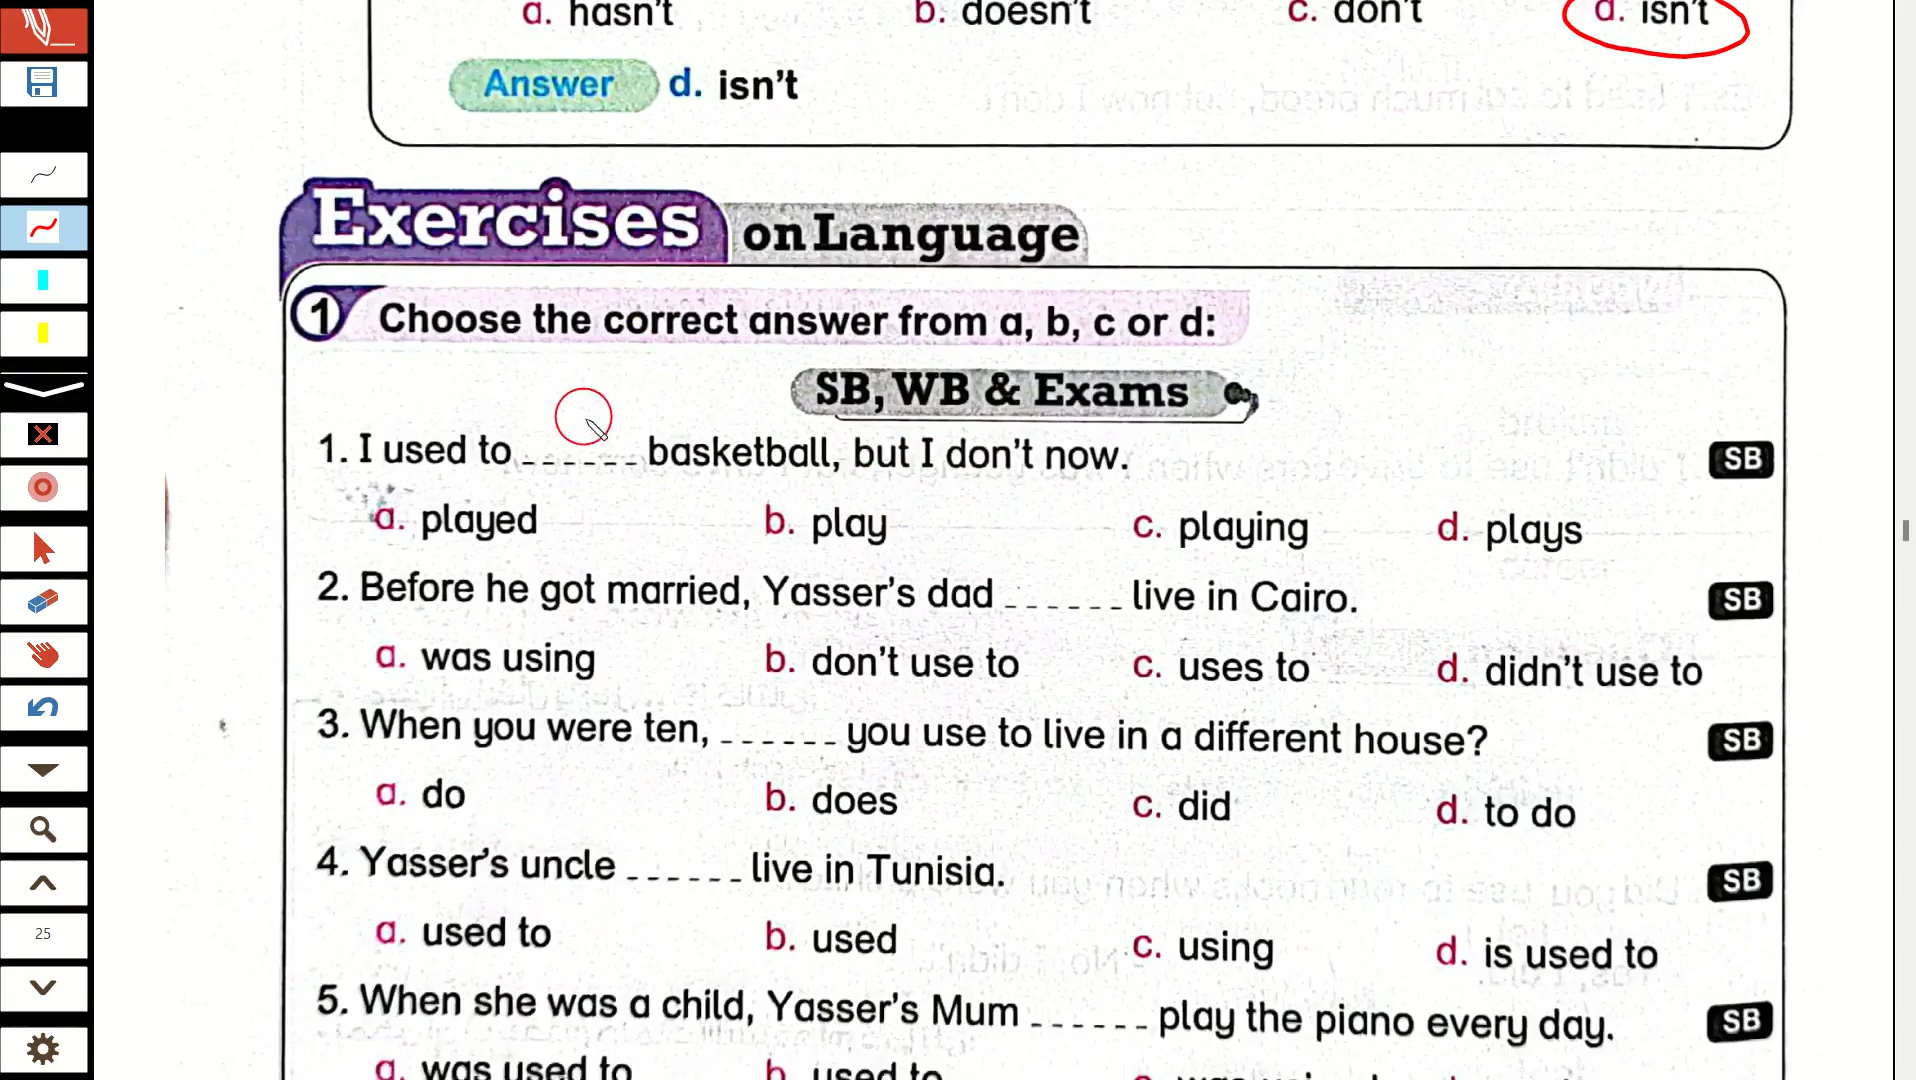 a. hasn't b. doesn't c. don't d. isn't
Answer d. isn't
Exercises on Language
1 Choose the correct answer from a, b, c or d:
SB, WB & Exams
1. I used to ______ basketball, but I don't now. SB
a. played b. play c. playing d. plays
2. Before he got married, Yasser's dad ______ live in Cairo. SB
a. was using b. don't use to c. uses to d. didn't use to
3. When you were ten, ______ you use to live in a different house? SB
a. do b. does c. did d. to do
4. Yasser's uncle ______ live in Tunisia. SB
a. used to b. used c. using d. is used to
5. When she was a child, Yasser's Mum ______ play the piano every day. SB
a. was used to b. used to
25